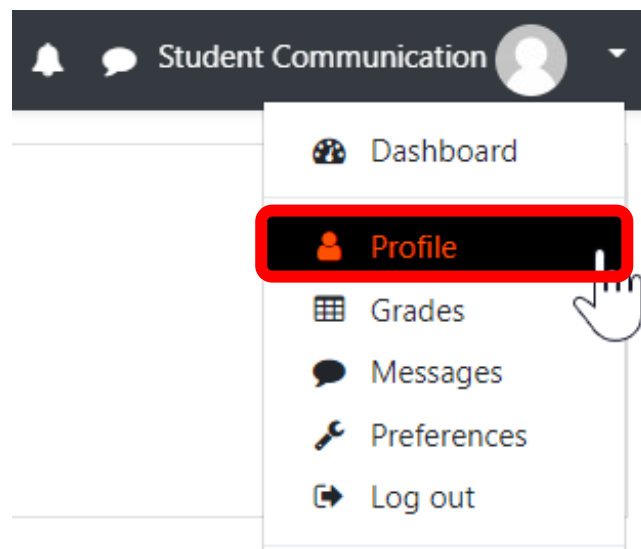 Student Communication
Dashboard
Profile
Grades
Messages
Preferences
Log out